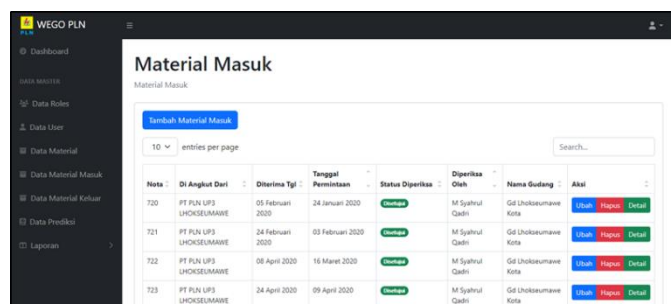 WEGO PLN
PLN
Dashboard
DATA MASTER
Data Roles
Data User
Data Material
Data Material Masuk
Data Material Keluar
Data Prediksi
Laporan
Material Masuk
Material Masuk
Tambah Material Masuk
10 entries per page Search...
Nota Di Angkut Dari Diterima Tgl Tanggal Permintaan Status Diperiksa Diperiksa Oleh Nama Gudang Aksi
720 PT PLN UP3 LHOKSEUMAWE 05 Februari 2020 24 Januari 2020 Disetujui M Syahrul Qadri Gd Lhokseumawe Kota Ubah Hapus Detail
721 PT PLN UP3 LHOKSEUMAWE 24 Februari 2020 03 Februari 2020 Disetujui M Syahrul Qadri Gd Lhokseumawe Kota Ubah Hapus Detail
722 PT PLN UP3 LHOKSEUMAWE 08 April 2020 16 Maret 2020 Disetujui M Syahrul Qadri Gd Lhokseumawe Kota Ubah Hapus Detail
723 PT PLN UP3 LHOKSEUMAWE 24 April 2020 09 April 2020 Disetujui M Syahrul Qadri Gd Lhokseumawe Kota Ubah Hapus Detail